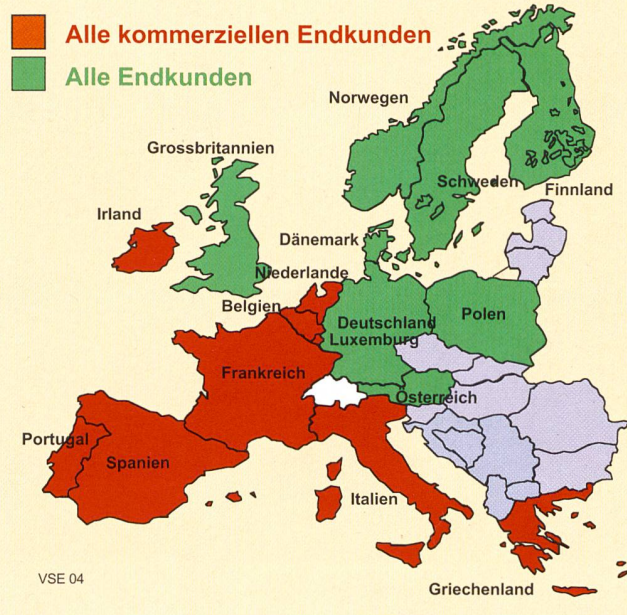 Alle kommerziellen Endkunden
Alle Endkunden
Norwegen
Grossbritannien
Schweden
Finnland
Irland
Dänemark
Niederlande
Belgien
Deutschland
Polen
Luxemburg
Frankreich
Österreich
Portugal
Spanien
Italien
VSE 04
Griechenland